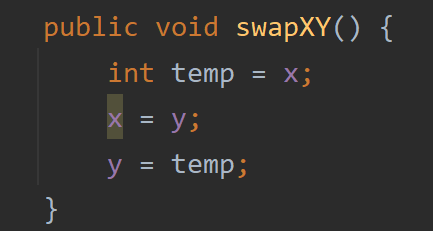 public void swapXY() {
    int temp = x;
    x = y;
    y = temp;
}